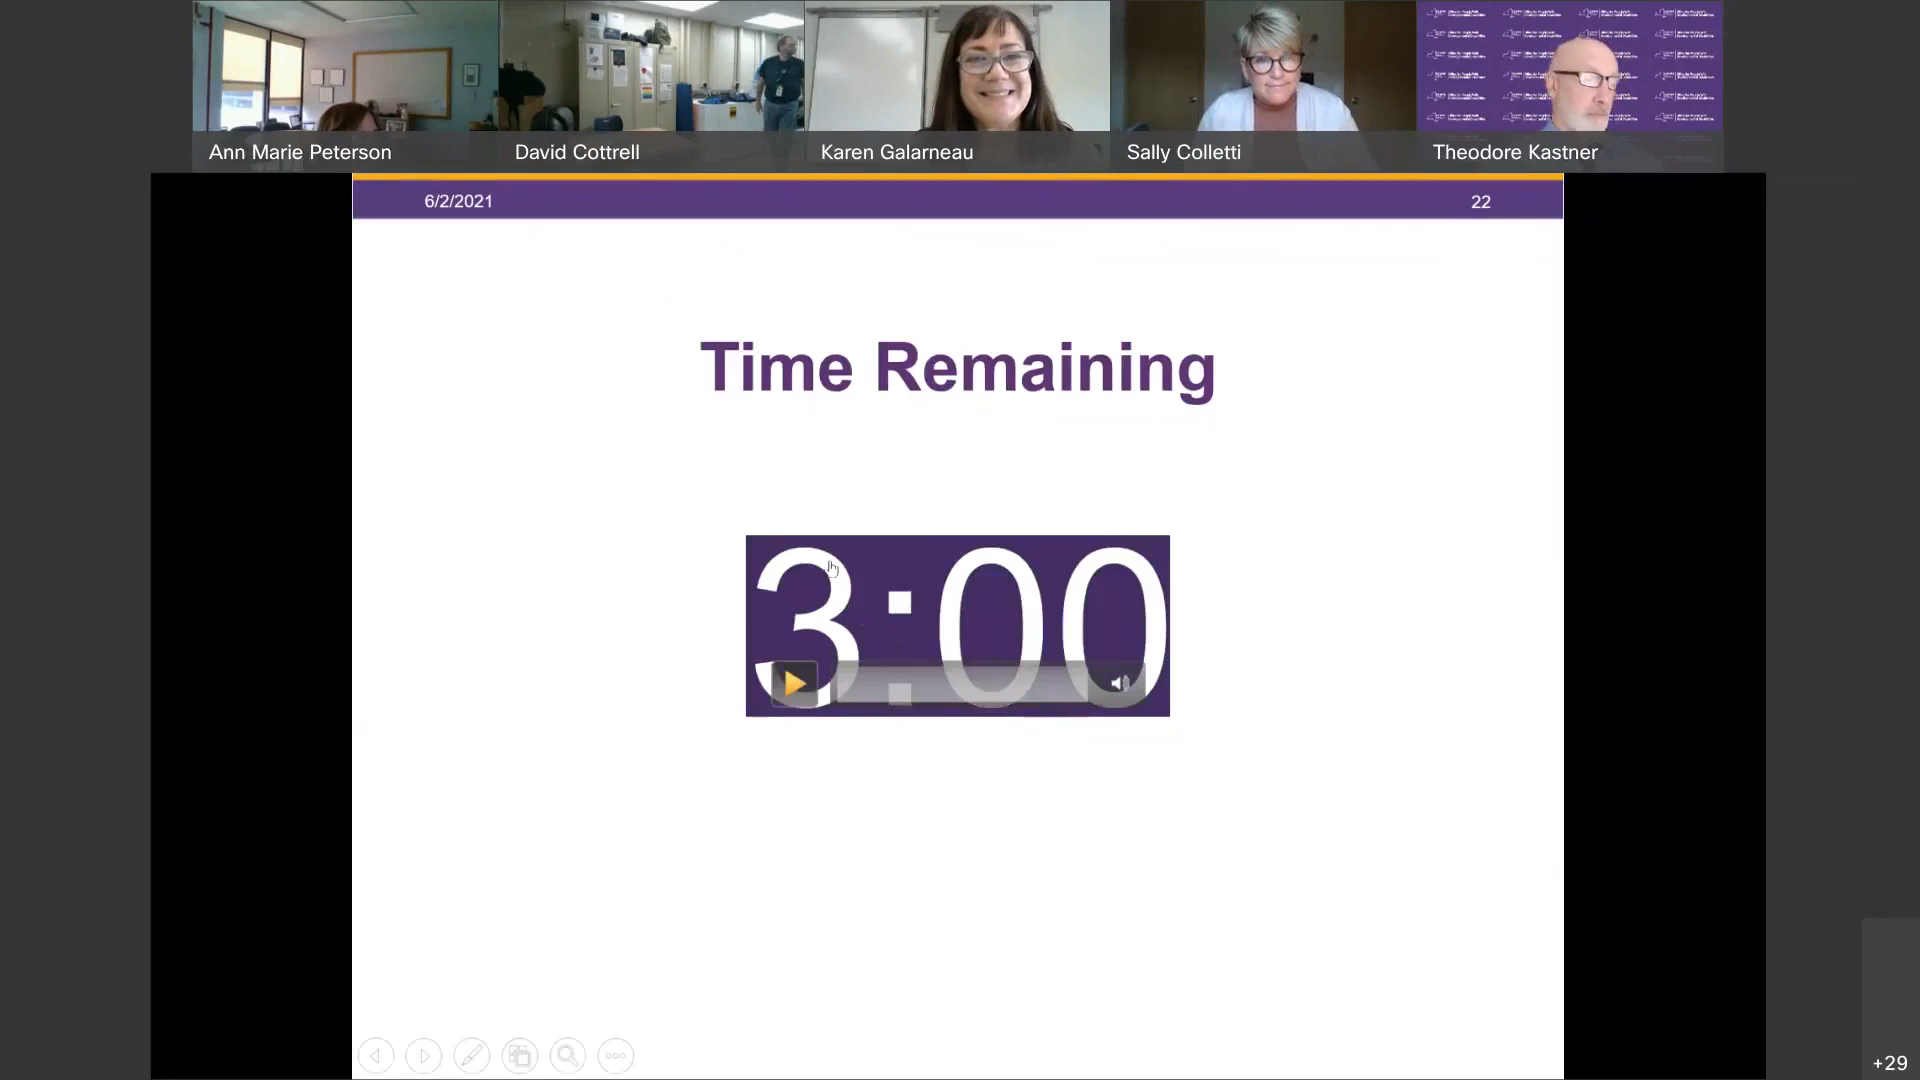 Ann Marie Peterson
David Cottrell
Karen Galarneau
Sally Colletti
Theodore Kastner
6/2/2021
22
Time Remaining
3:00
+29